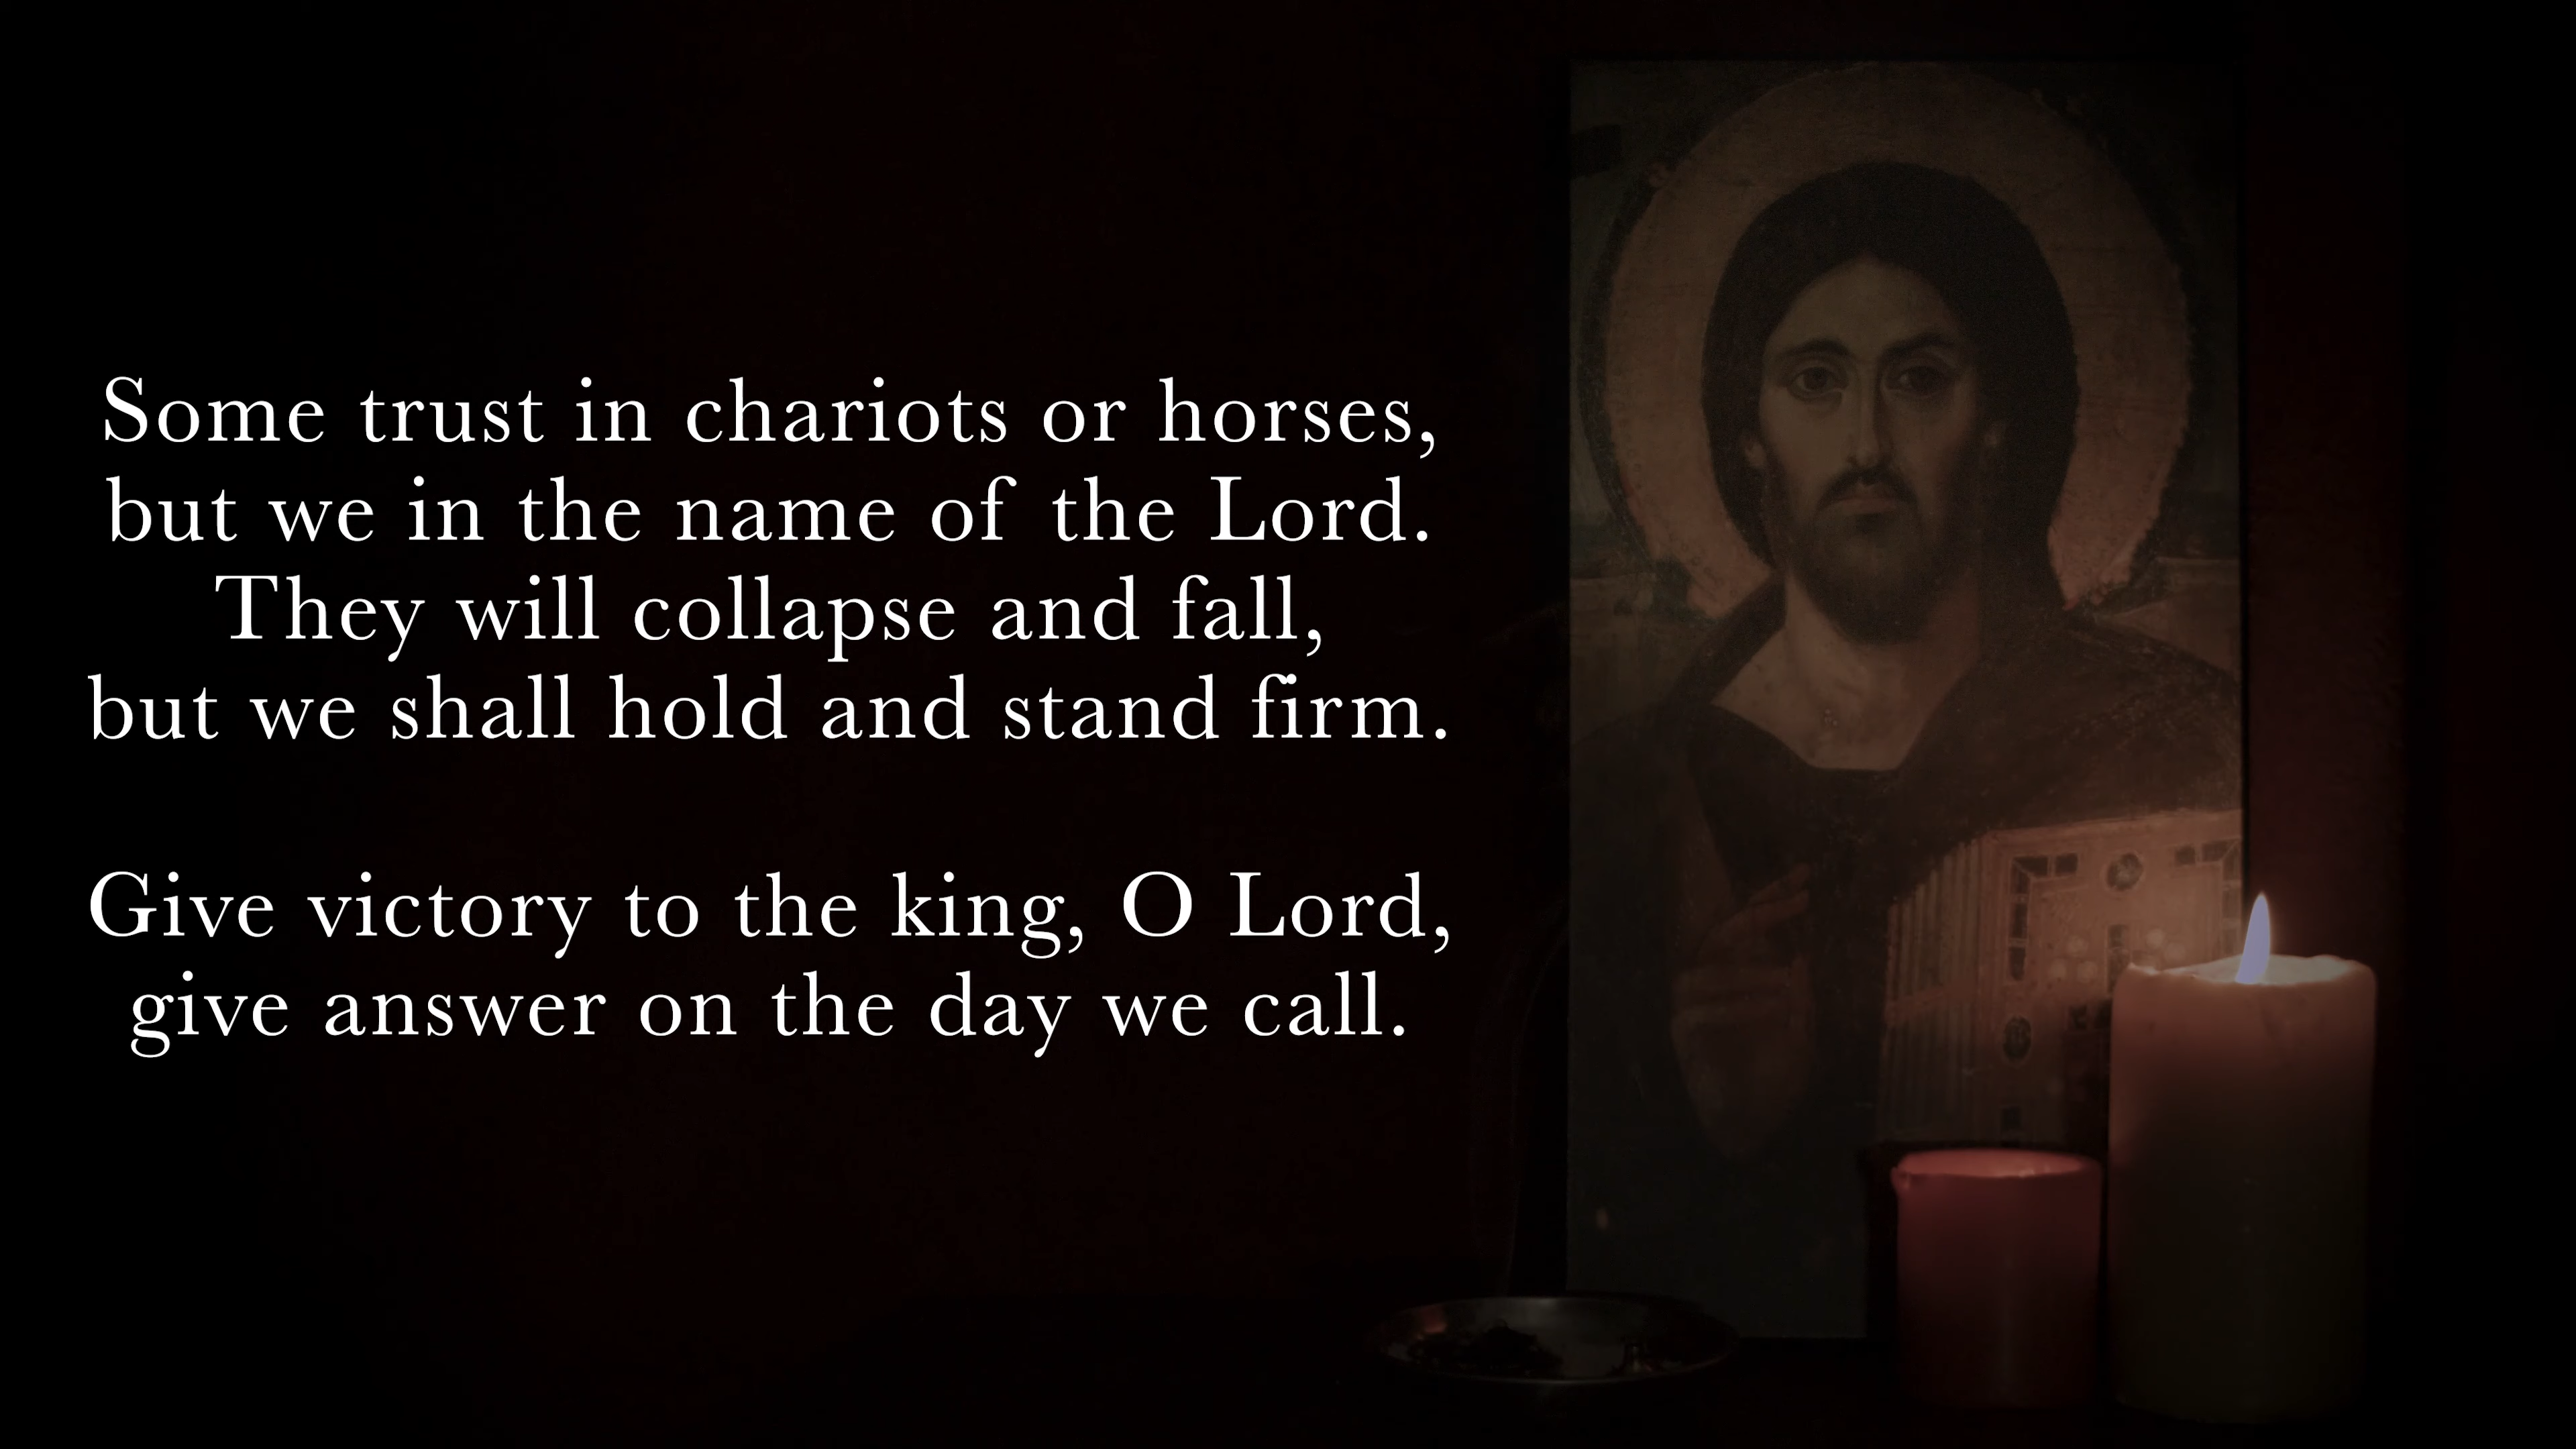 Some trust in chariots or horses,
but we in the name of the Lord.
They will collapse and fall,
but we shall hold and stand firm.
Give victory to the king, O Lord,
give answer on the day we call.